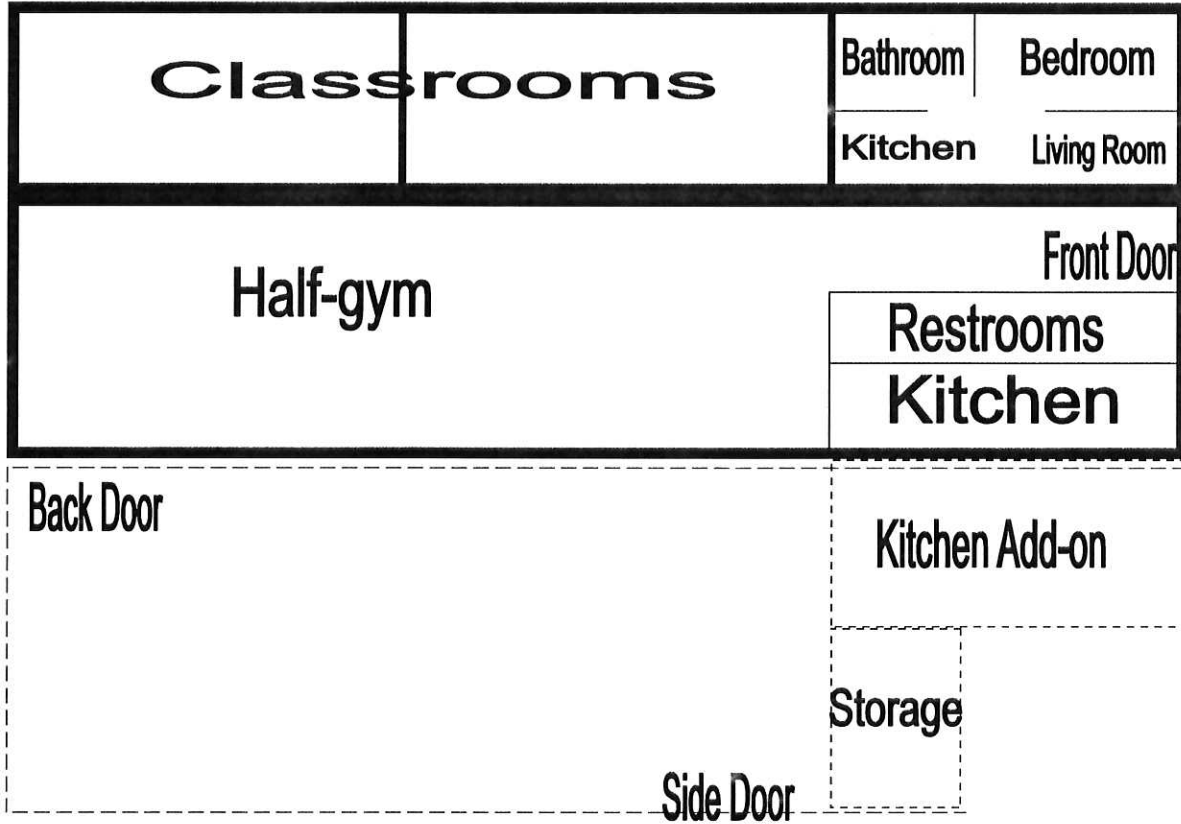 Classrooms
Bathroom
Bedroom
Kitchen
Living Room
Front Door
Half-gym
Restrooms
Kitchen
Back Door
Kitchen Add-on
Storage
Side Door